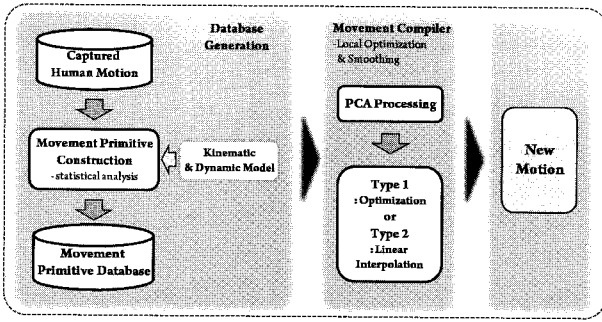 Database
Generation
Captured
Human Motion
Movement Primitive
Construction
-statistical analysis
Kinematic
& Dynamic Model
Movement
Primitive Database
Movement Compiler
-Local Optimization
& Smoothing
PCA Processing
Type 1
: Optimization
or
Type 2
: Linear
Interpolation
New
Motion